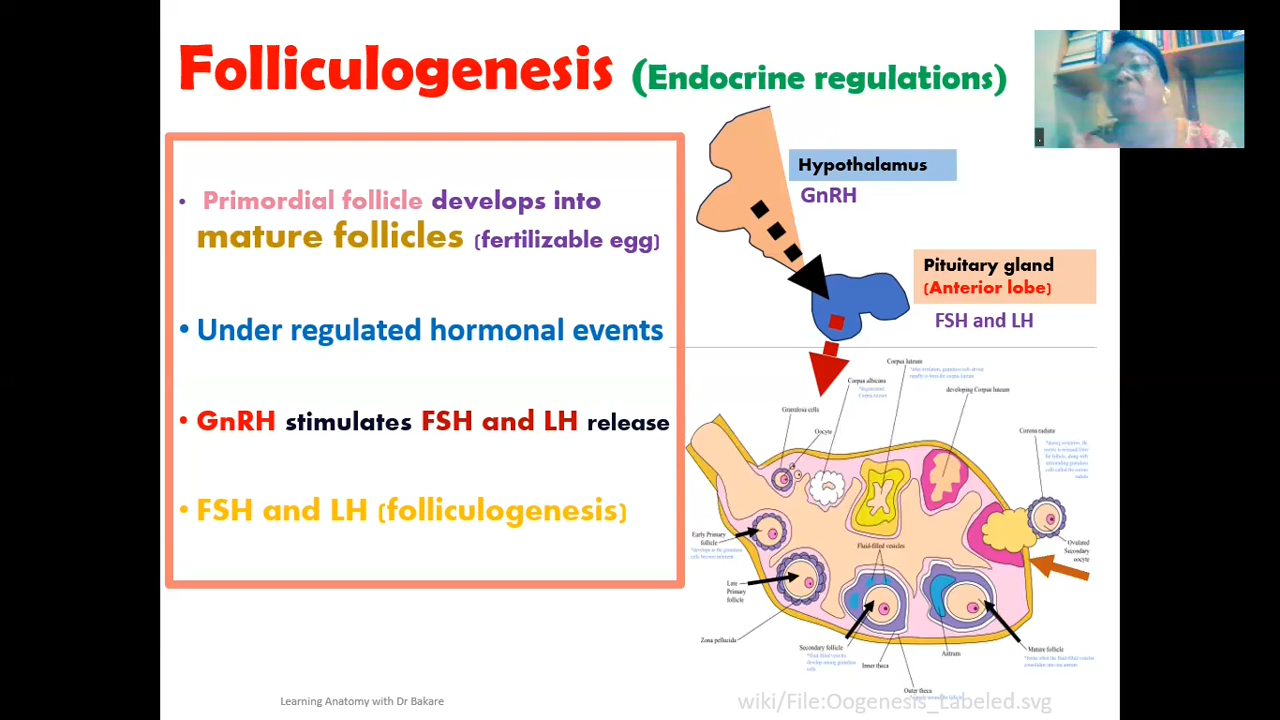 Folliculogenesis (Endocrine regulations)
• Primordial follicle develops into
mature follicles (fertilizable egg)
• Under regulated hormonal events
• GnRH stimulates FSH and LH release
• FSH and LH (folliculogenesis)
Hypothalamus
GnRH
Pituitary gland
(Anterior lobe)
FSH and LH
Corpus luteum
Corpus albicans
developing Corpus luteum
Granulosa cells
Oocyte
Corona radiata
Early Primary
follicle
Fluid-filled vesicles
Ovulated
Secondary
oocyte
Late
Primary
follicle
Zona pellucida
Secondary follicle
Inner theca
Antrum
Mature follicle
Outer theca
Learning Anatomy with Dr Bakare
wiki/File:Oogenesis_Labeled.svg